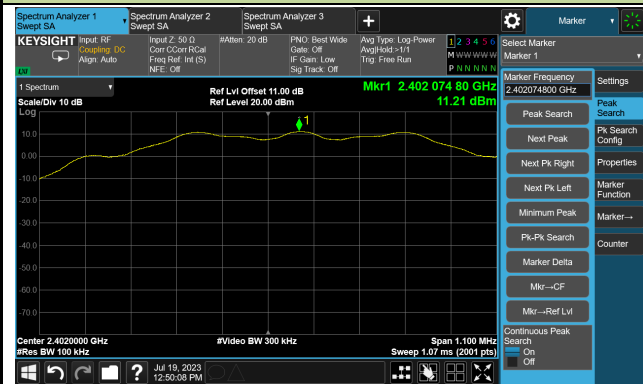 Spectrum Analyzer 1
Swept SA
Spectrum Analyzer 2
Swept SA
Spectrum Analyzer 3
Swept SA
Marker
KEYSIGHT
Input: RF
Coupling: DC
Align: Auto
Input Z: 50 Ω
Corr CCorr RCal
Freq Ref: Int (S)
NFE: Off
#Atten: 20 dB
PNO: Best Wide
Gate: Off
IF Gain: Low
Sig Track: Off
Avg Type: Log-Power
Avg|Hold:>1/1
Trig: Free Run
1 2 3 4 5 6
M W W W W W
P N N N N N
Select Marker
Marker 1
1 Spectrum
Scale/Div 10 dB
Ref Lvl Offset 11.00 dB
Ref Level 20.00 dBm
Mkr1 2.402 074 80 GHz
11.21 dBm
Log
1
10.0
0.00
-10.0
-20.0
-30.0
-40.0
-50.0
-60.0
-70.0
Center 2.4020000 GHz
#Res BW 100 kHz
#Video BW 300 kHz
Span 1.100 MHz
Sweep 1.07 ms (2001 pts)
Marker Frequency
2.402074800 GHz
Peak Search
Next Peak
Next Pk Right
Next Pk Left
Minimum Peak
Pk-Pk Search
Marker Delta
Mkr→CF
Mkr→Ref Lvl
Continuous Peak
Search
On
Off
Settings
Peak
Search
Pk Search
Config
Properties
Marker
Function
Marker→
Counter
Jul 19, 2023
12:50:08 PM